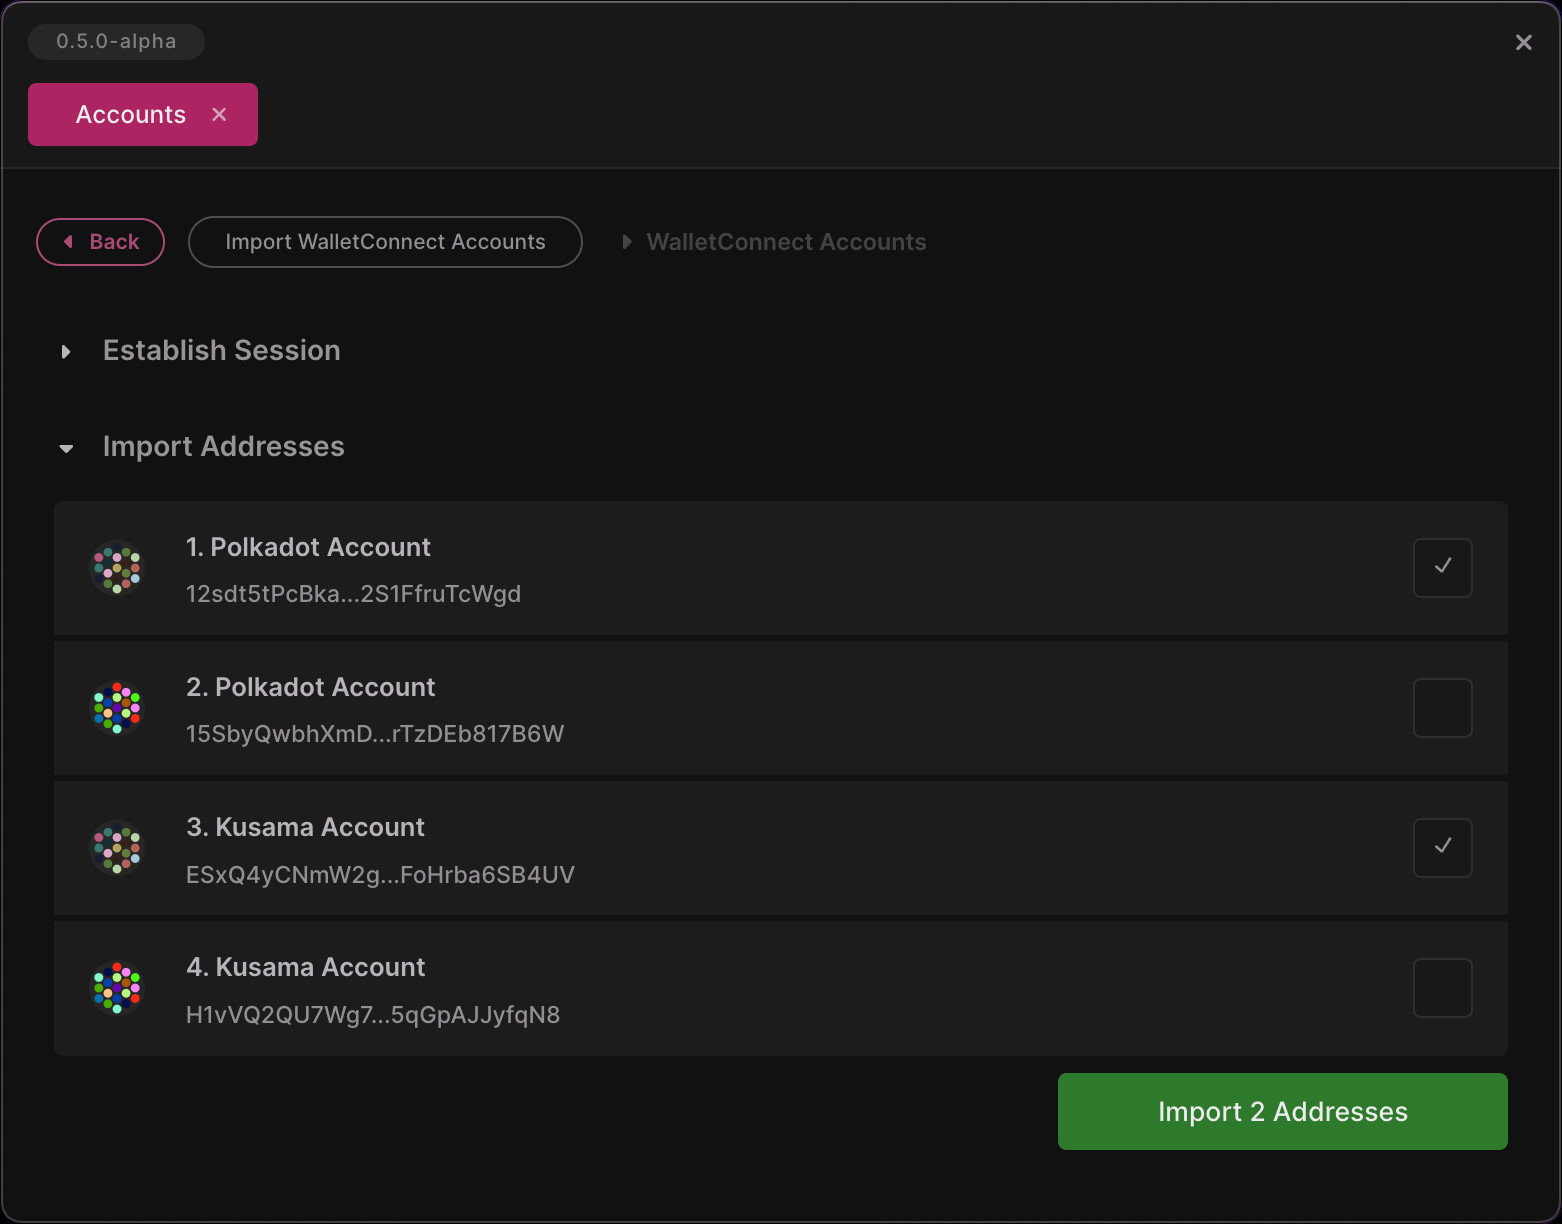 0.5.0-alpha
Accounts
Back
Import WalletConnect Accounts
WalletConnect Accounts
Establish Session
Import Addresses
1. Polkadot Account
12sdt5tPcBka...2S1FfruTcWgd
2. Polkadot Account
15SbyQwbhXmD...rTzDEb817B6W
3. Kusama Account
ESxQ4yCNmW2g...FoHrba6SB4UV
4. Kusama Account
H1vVQ2QU7Wg7...5qGpAJJyfqN8
Import 2 Addresses